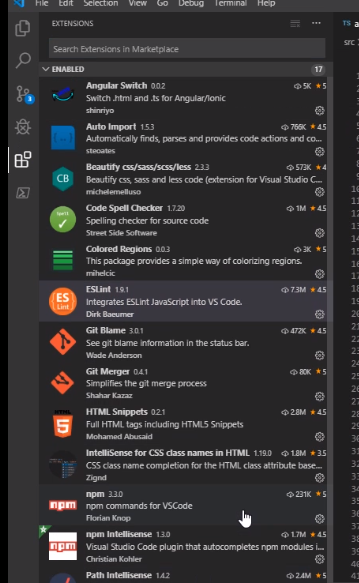 File Edit Selection View Go Debug Terminal Help
EXTENSIONS
TS
Search Extensions in Marketplace
src
ENABLED 17
Angular Switch 0.0.2 5K 5
Switch .html and .ts for Angular/Ionic
shinriyo
Auto Import 1.5.3 766K 4.5
Automatically finds, parses and provides code actions and co...
steoates
CB
Beautify css/sass/scss/less 2.3.3 573K 4
Beautify css, sass and less code (extension for Visual Studio C...
michelemelluso
Code Spell Checker 1.7.20 1M 4.5
Spelling checker for source code
Street Side Software
Colored Regions 0.0.3 3K 5
This package provides a simple way of colorizing regions.
mihelcic
ES
Lint
ESLint 1.9.1 7.3M 4.5
Integrates ESLint JavaScript into VS Code.
Dirk Baeumer
Git Blame 3.0.1 472K 4.5
See git blame information in the status bar.
Wade Anderson
Git Merger 0.4.1 80K 5
Simplifies the git merge process
Shahar Kazaz
HTML
5
HTML Snippets 0.2.1 2.8M 4.5
Full HTML tags including HTML5 Snippets
Mohamed Abusaid
IntelliSense for CSS class names in HTML 1.19.0 1.8M 3.5
CSS class name completion for the HTML class attribute base...
Zignd
npm
npm 3.3.0 231K 5
npm commands for VSCode
Florian Knop
npm
npm Intellisense 1.3.0 1.7M 4.5
Visual Studio Code plugin that autocompletes npm modules i...
Christian Kohler
Path Intellisense 1.4.2 2.4M 5